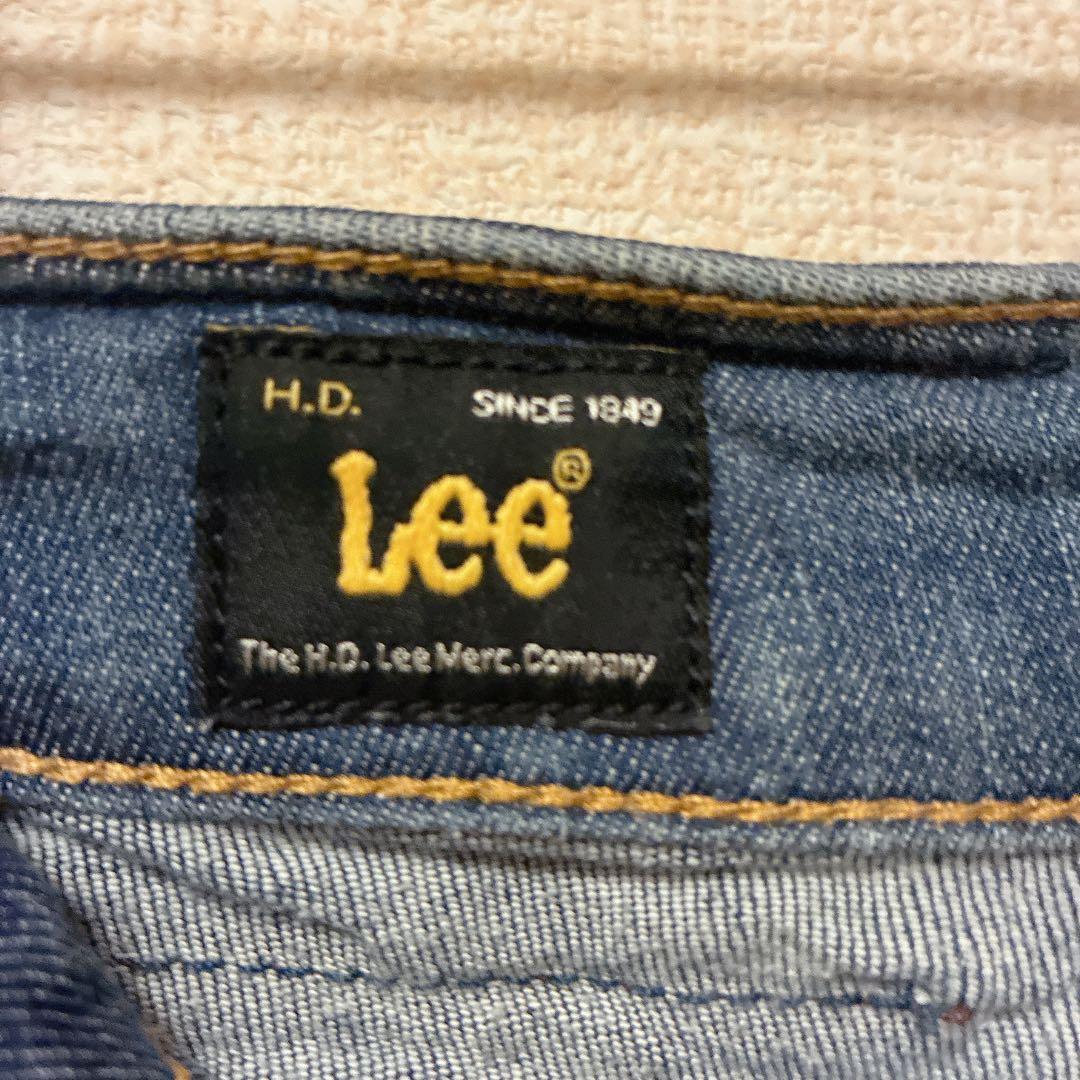 H.D. SINCE 1849
Lee®
The H.D. Lee Merc. Company